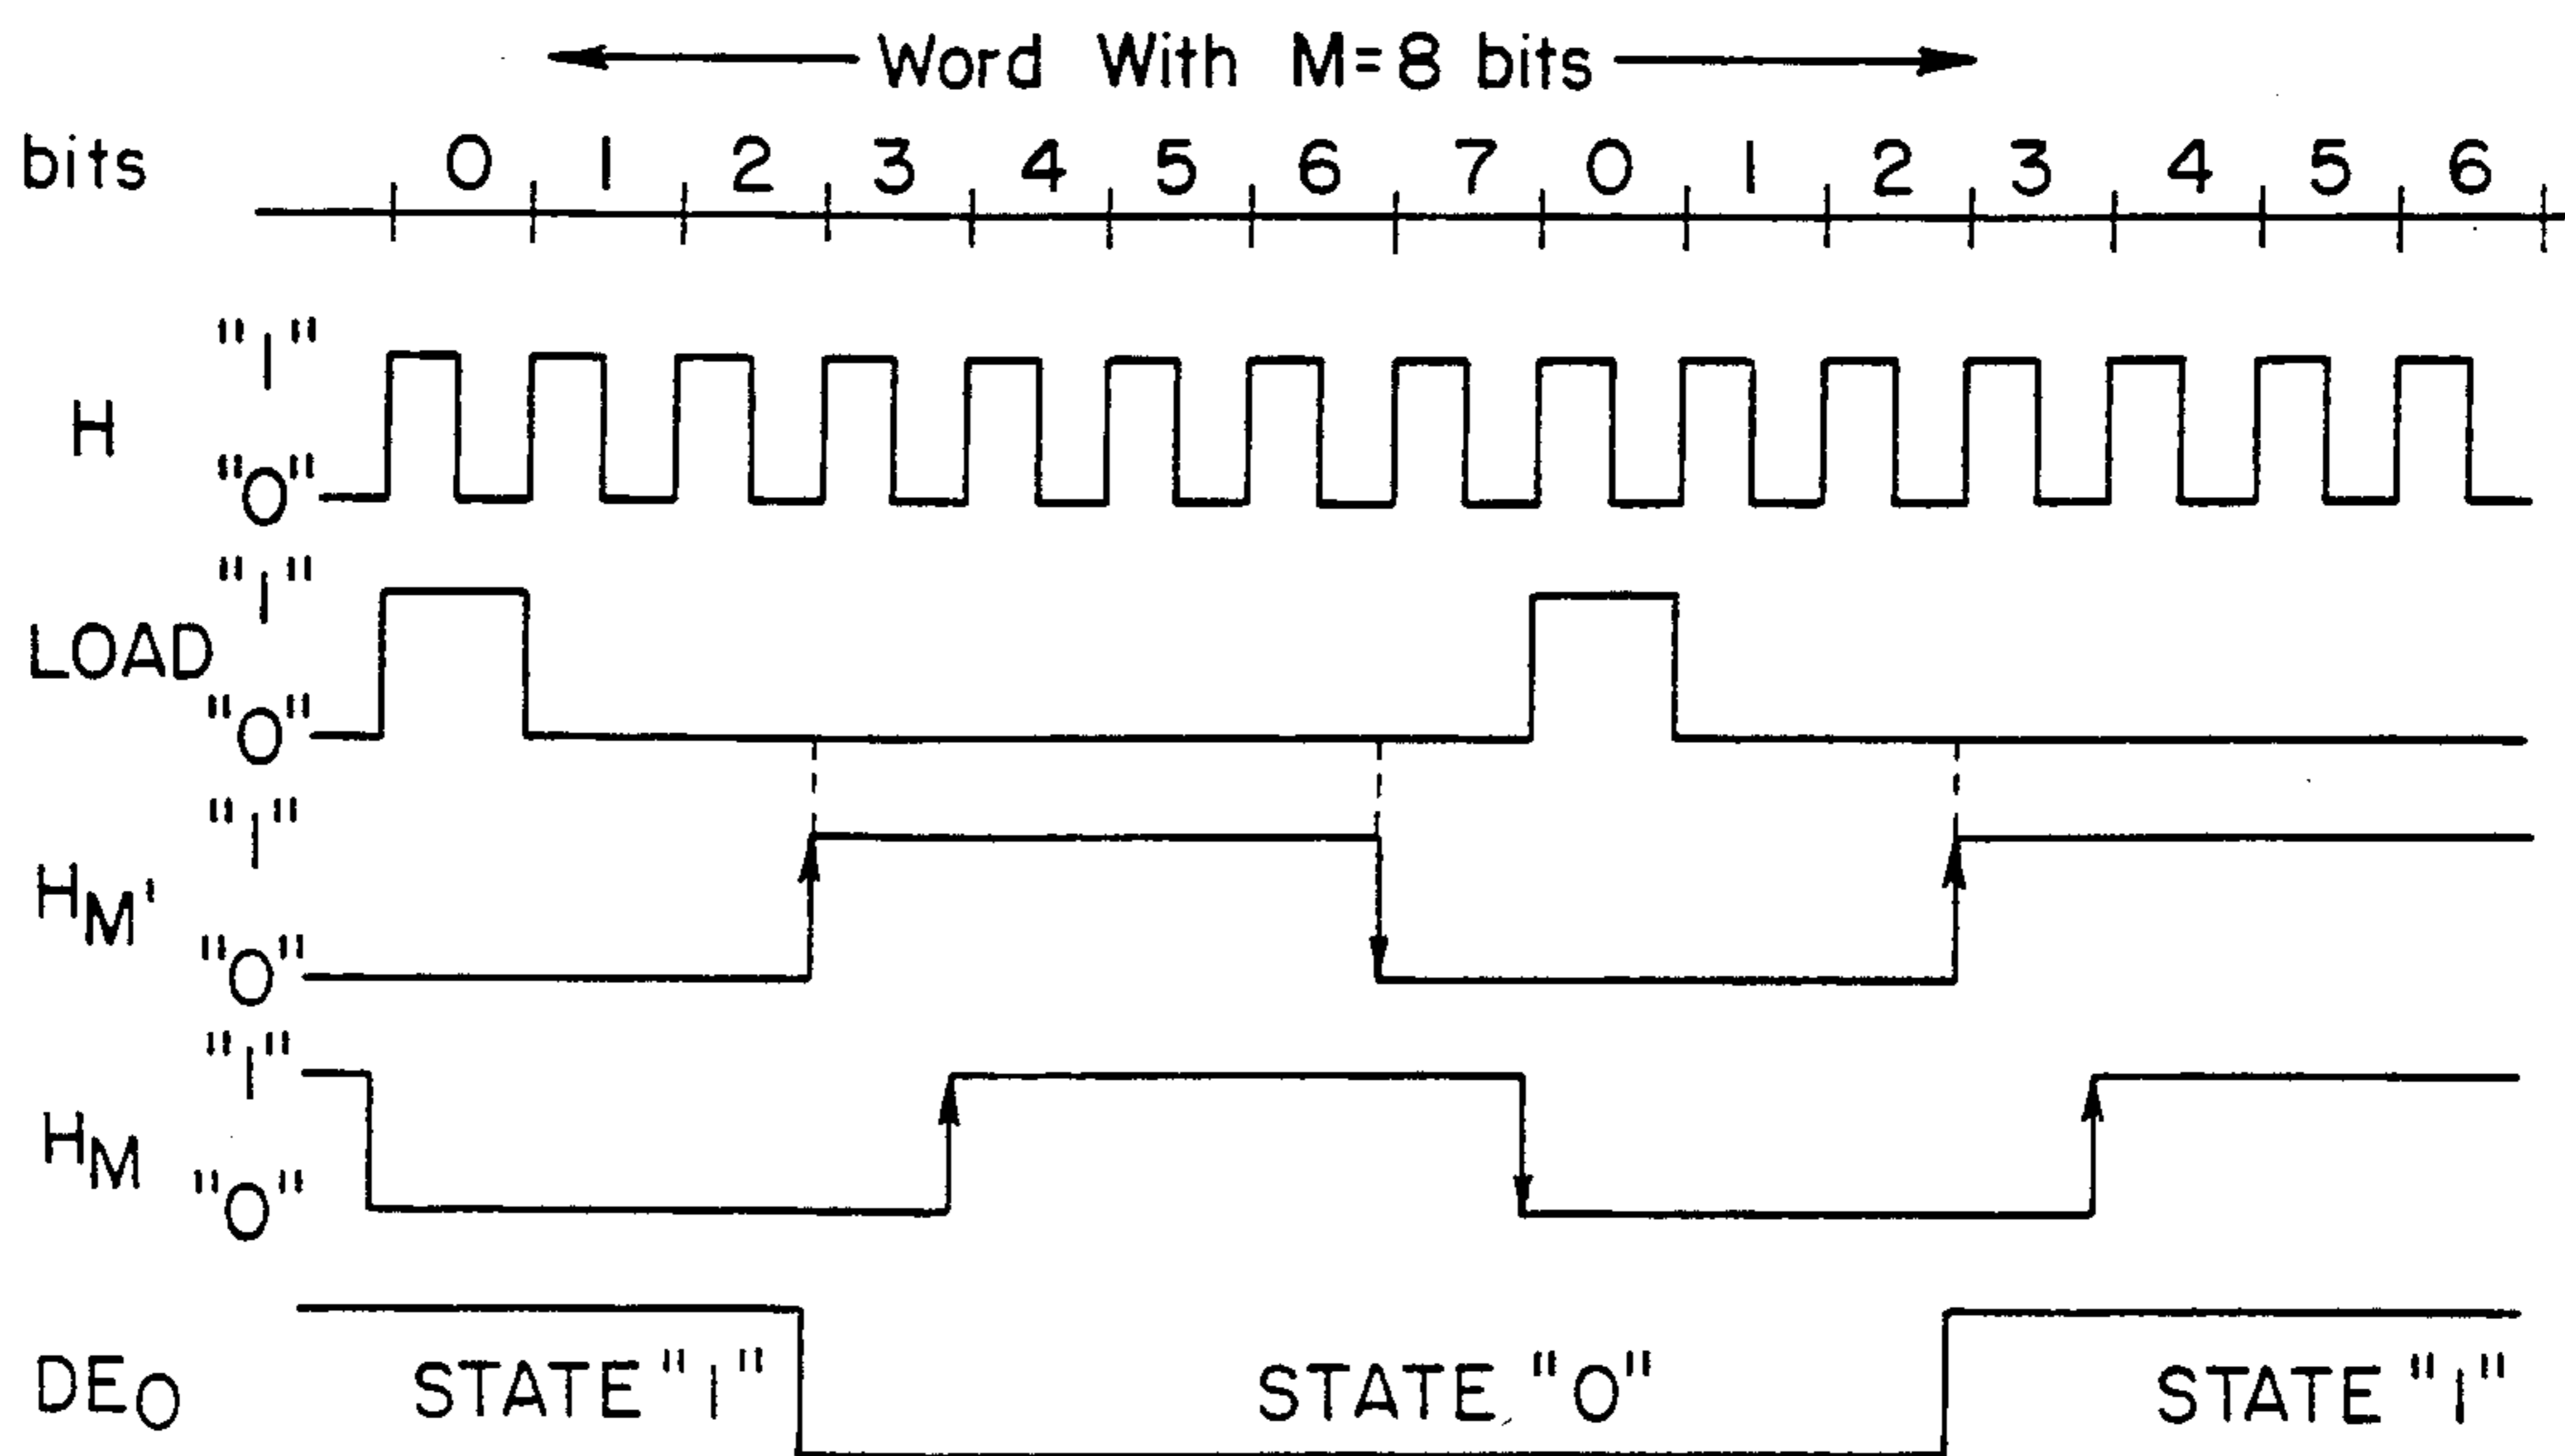 Word With M=8 bits
bits 0 1 2 3 4 5 6 7 0 1 2 3 4 5 6
"1"
H
"0"
"1"
LOAD
"0"
"1"
HM'
"0"
"1"
HM
"0"
DEO STATE "1" STATE "0" STATE "1"